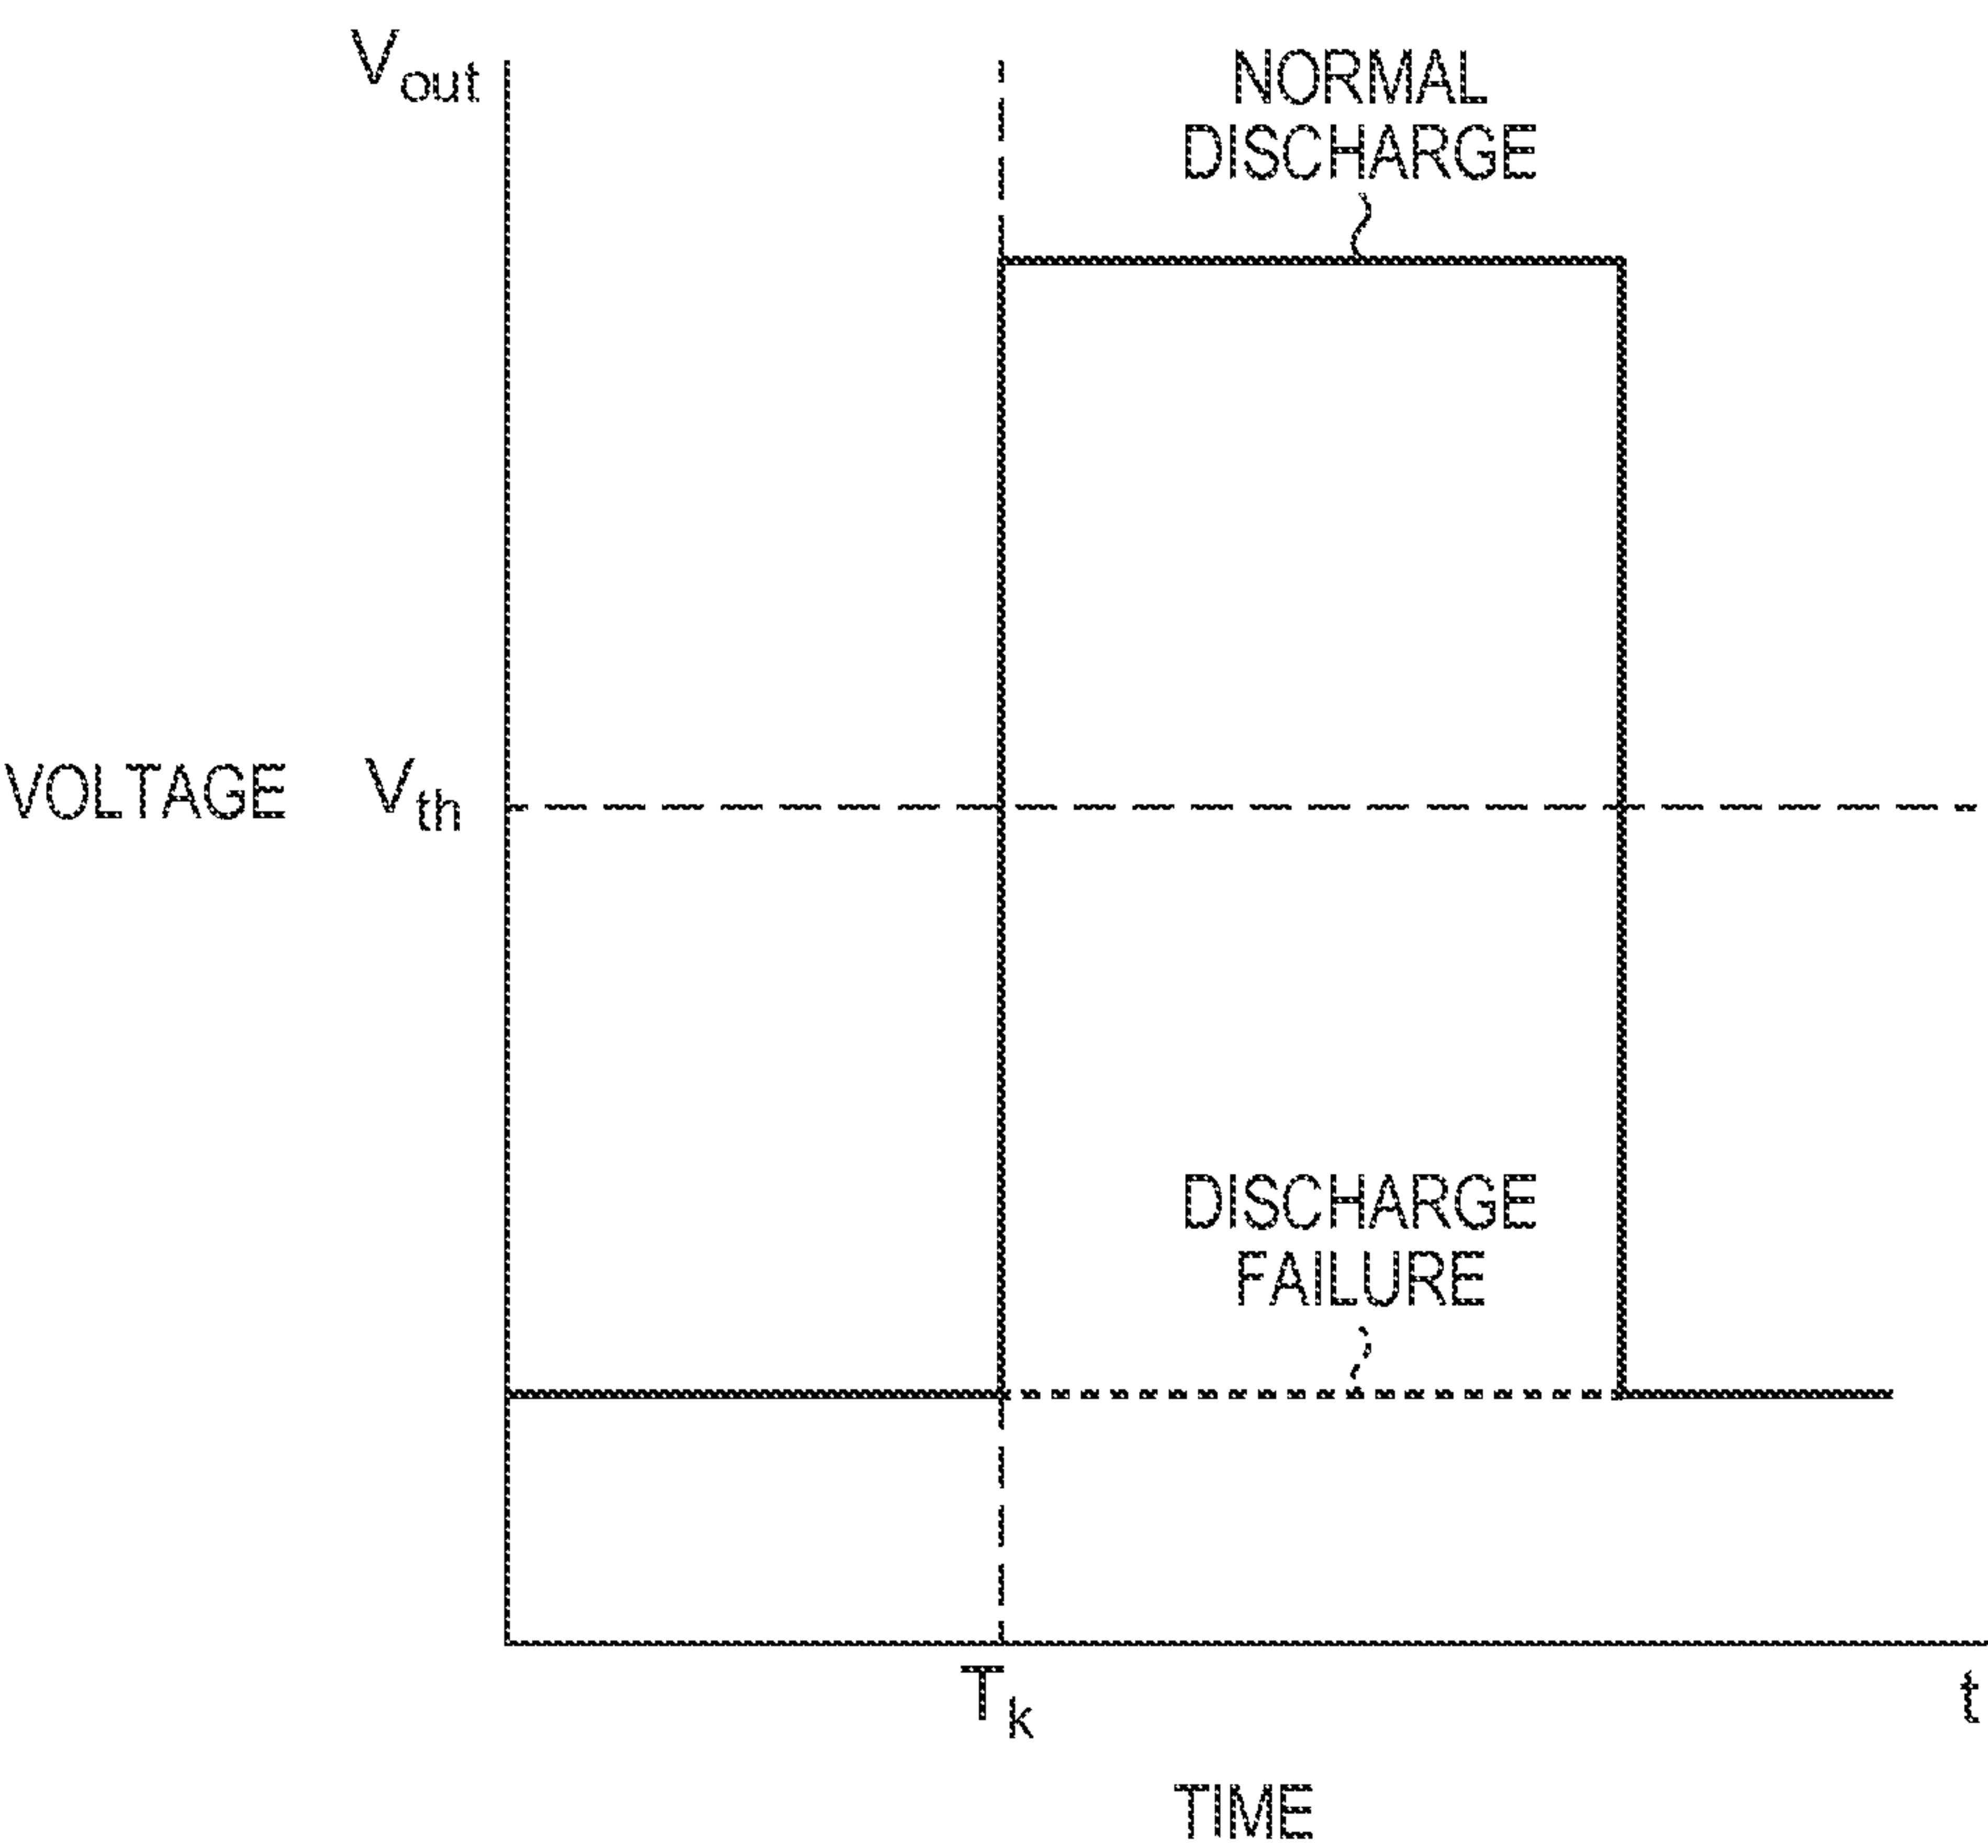 Vout
NORMAL
DISCHARGE
VOLTAGE
Vth
DISCHARGE
FAILURE
Tk
t
TIME